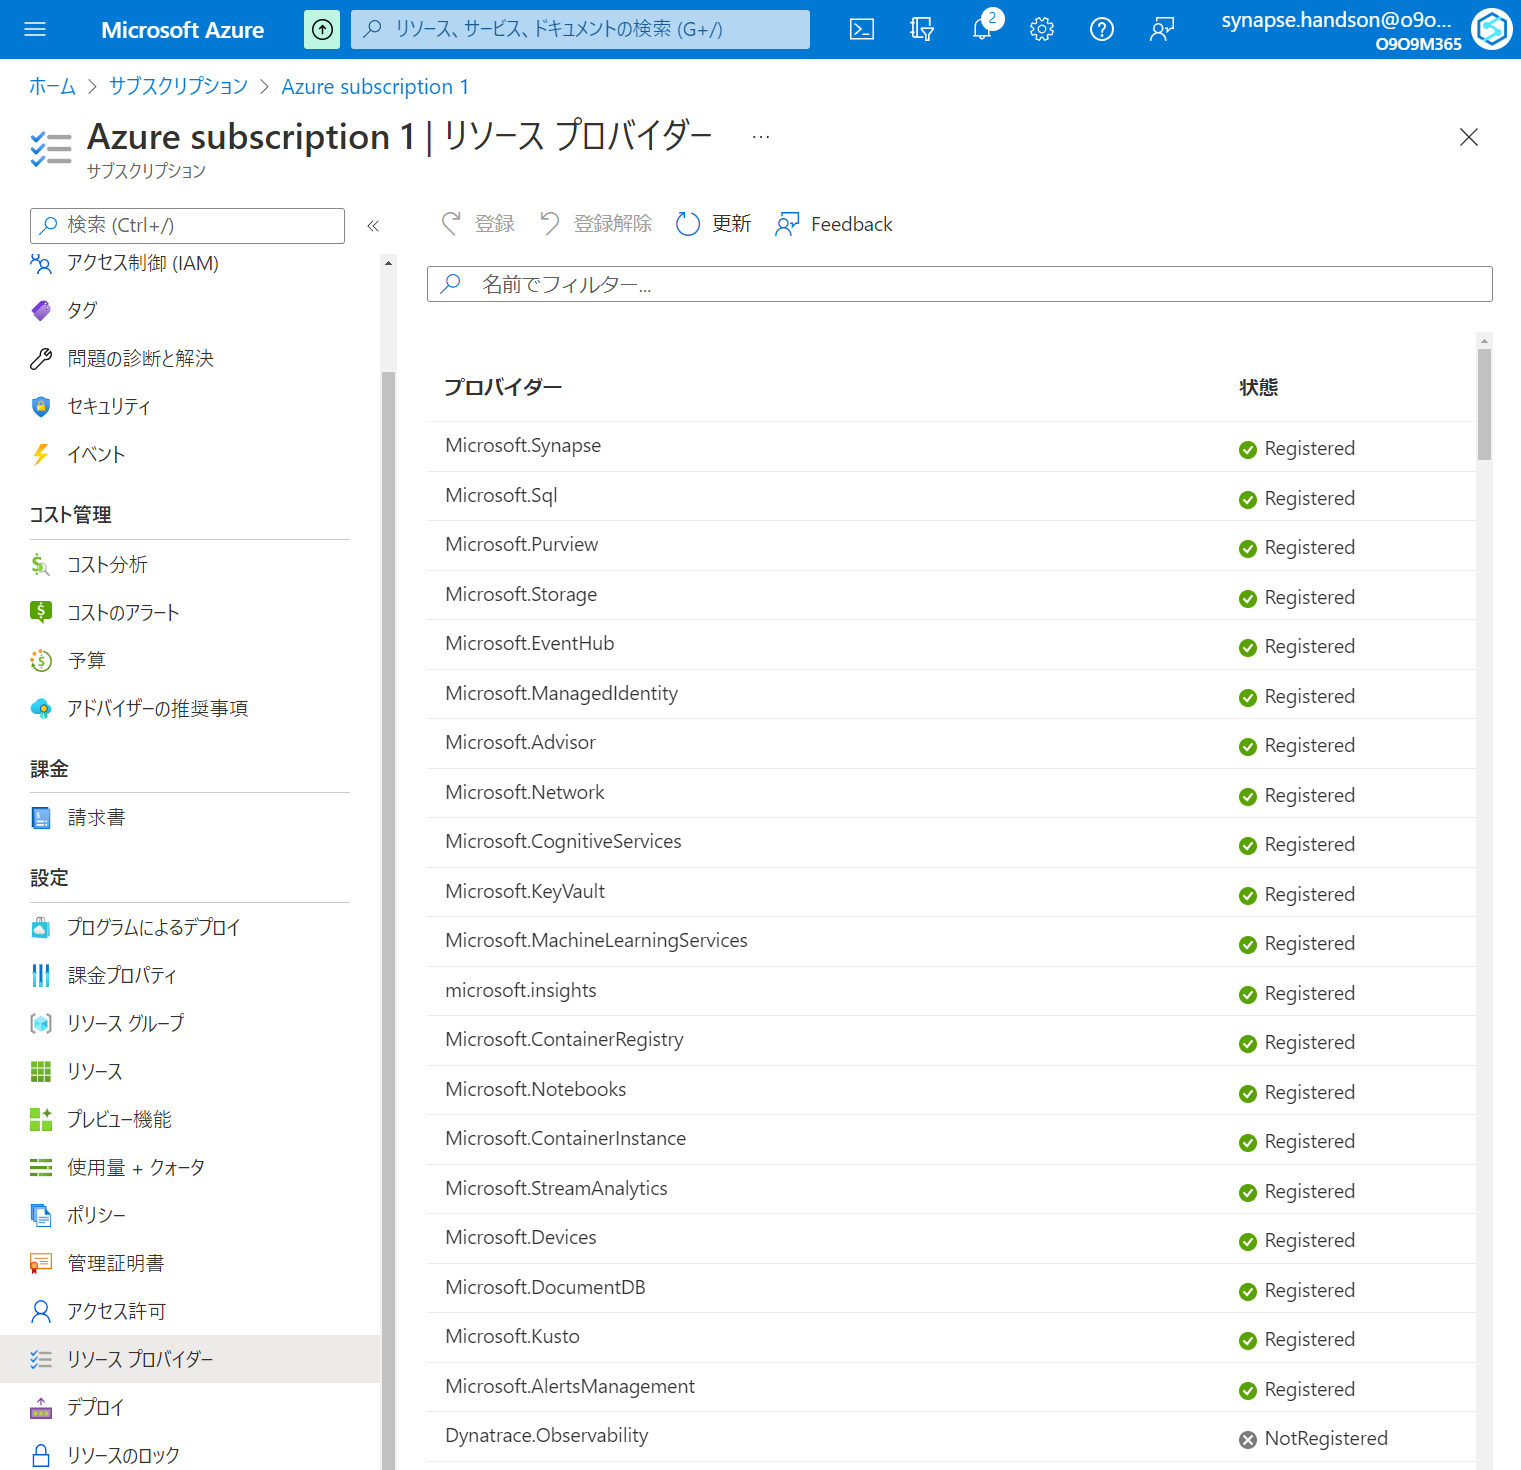 Microsoft Azure
リソース、サービス、ドキュメントの検索 (G+/)
2
synapse.handson@o9o...
O9O9M365
ホーム > サブスクリプション > Azure subscription 1
Azure subscription 1 | リソース プロバイダー ...
サブスクリプション
検索 (Ctrl+/)
«
アクセス制御 (IAM)
タグ
問題の診断と解決
セキュリティ
イベント
コスト管理
コスト分析
コストのアラート
予算
アドバイザーの推奨事項
課金
請求書
設定
プログラムによるデプロイ
課金プロパティ
リソース グループ
リソース
プレビュー機能
使用量 + クォータ
ポリシー
管理証明書
アクセス許可
リソース プロバイダー
デプロイ
リソースのロック
登録 登録解除 更新 Feedback
名前でフィルター...
プロバイダー 状態
Microsoft.Synapse Registered
Microsoft.Sql Registered
Microsoft.Purview Registered
Microsoft.Storage Registered
Microsoft.EventHub Registered
Microsoft.ManagedIdentity Registered
Microsoft.Advisor Registered
Microsoft.Network Registered
Microsoft.CognitiveServices Registered
Microsoft.KeyVault Registered
Microsoft.MachineLearningServices Registered
microsoft.insights Registered
Microsoft.ContainerRegistry Registered
Microsoft.Notebooks Registered
Microsoft.ContainerInstance Registered
Microsoft.StreamAnalytics Registered
Microsoft.Devices Registered
Microsoft.DocumentDB Registered
Microsoft.Kusto Registered
Microsoft.AlertsManagement Registered
Dynatrace.Observability NotRegistered